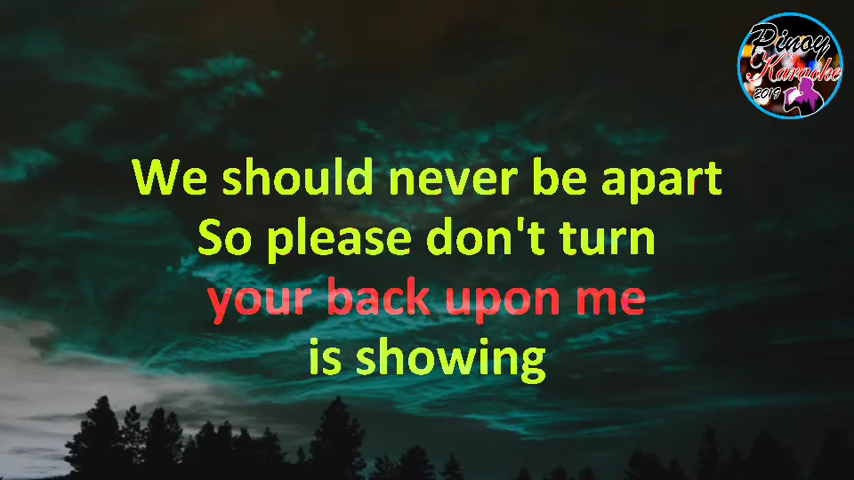 Pinoy
Karaoke
2019
We should never be apart
So please don't turn
your back upon me
is showing